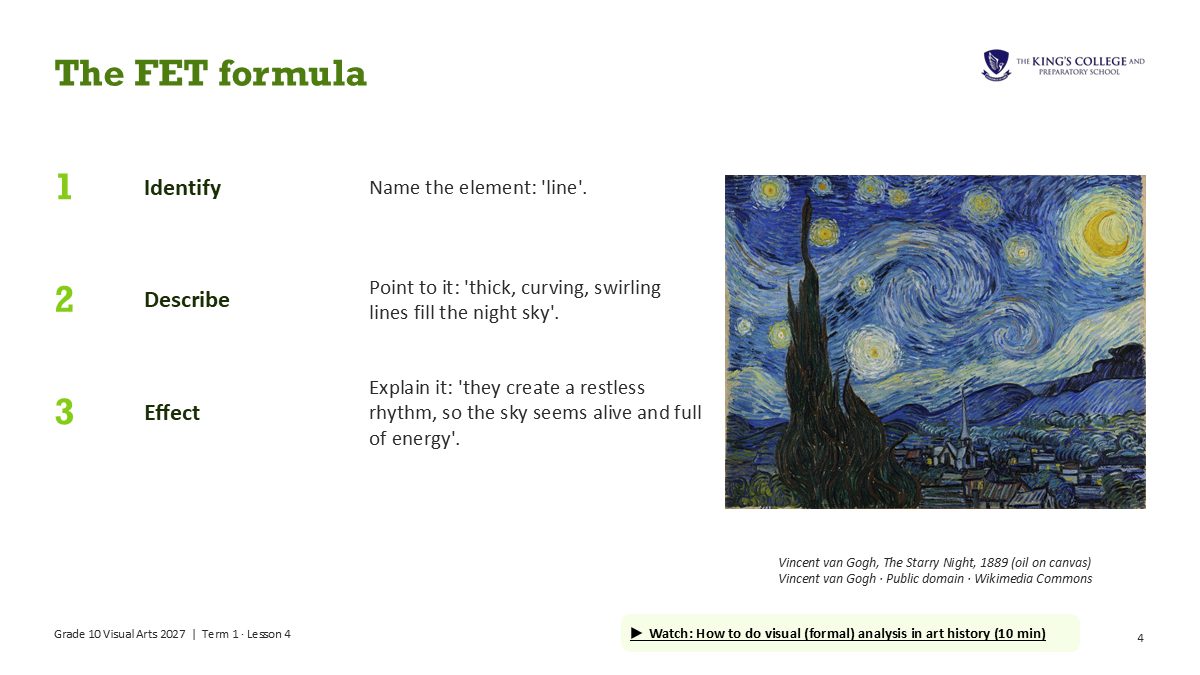 The FET formula
THE KING'S COLLEGE AND
PREPARATORY SCHOOL
1
Identify
Name the element: 'line'.
2
Describe
Point to it: 'thick, curving, swirling
lines fill the night sky'.
3
Effect
Explain it: 'they create a restless
rhythm, so the sky seems alive and full
of energy'.
Vincent van Gogh, The Starry Night, 1889 (oil on canvas)
Vincent van Gogh · Public domain · Wikimedia Commons
Grade 10 Visual Arts 2027 | Term 1 · Lesson 4
▶ Watch: How to do visual (formal) analysis in art history (10 min)
4